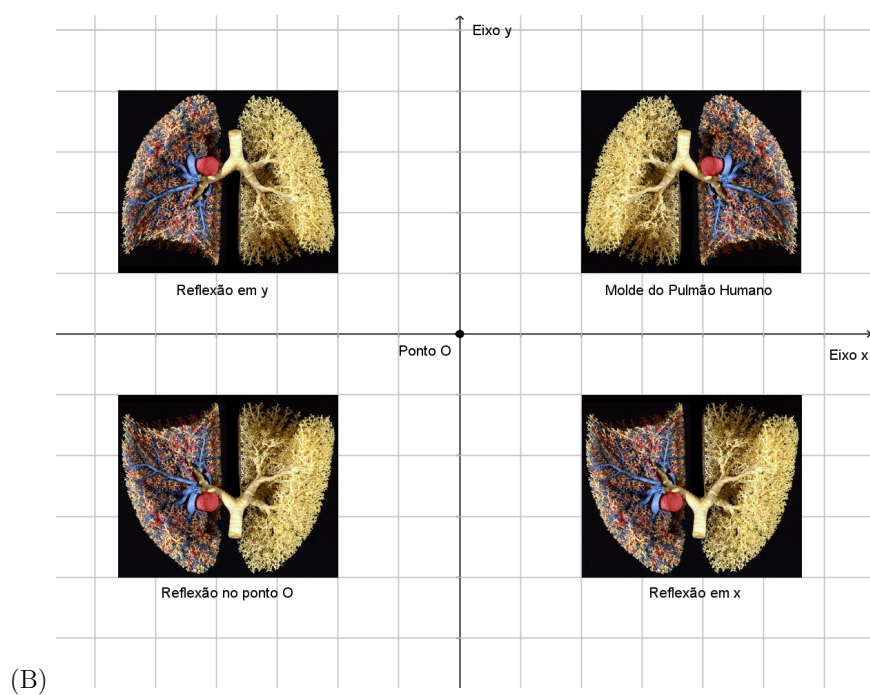 Eixo y
Reflexão em y
Molde do Pulmão Humano
Ponto O
Eixo x
Reflexão no ponto O
Reflexão em x
(B)